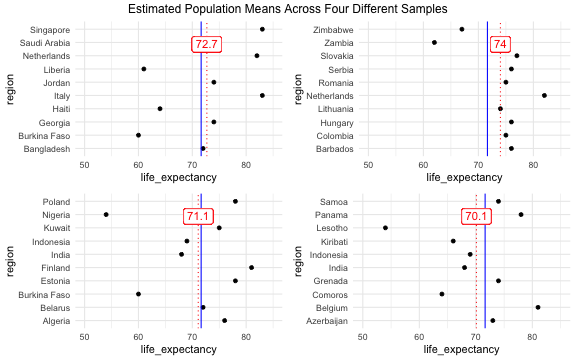 Estimated Population Means Across Four Different Samples
region
Singapore
Saudi Arabia
Netherlands
Liberia
Jordan
Italy
Haiti
Georgia
Burkina Faso
Bangladesh
72.7
50 60 70 80
life_expectancy
region
Zimbabwe
Zambia
Slovakia
Serbia
Romania
Netherlands
Lithuania
Hungary
Colombia
Barbados
74
50 60 70 80
life_expectancy
region
Poland
Nigeria
Kuwait
Indonesia
India
Finland
Estonia
Burkina Faso
Belarus
Algeria
71.1
50 60 70 80
life_expectancy
region
Samoa
Panama
Lesotho
Kiribati
Indonesia
India
Grenada
Comoros
Belgium
Azerbaijan
70.1
50 60 70 80
life_expectancy